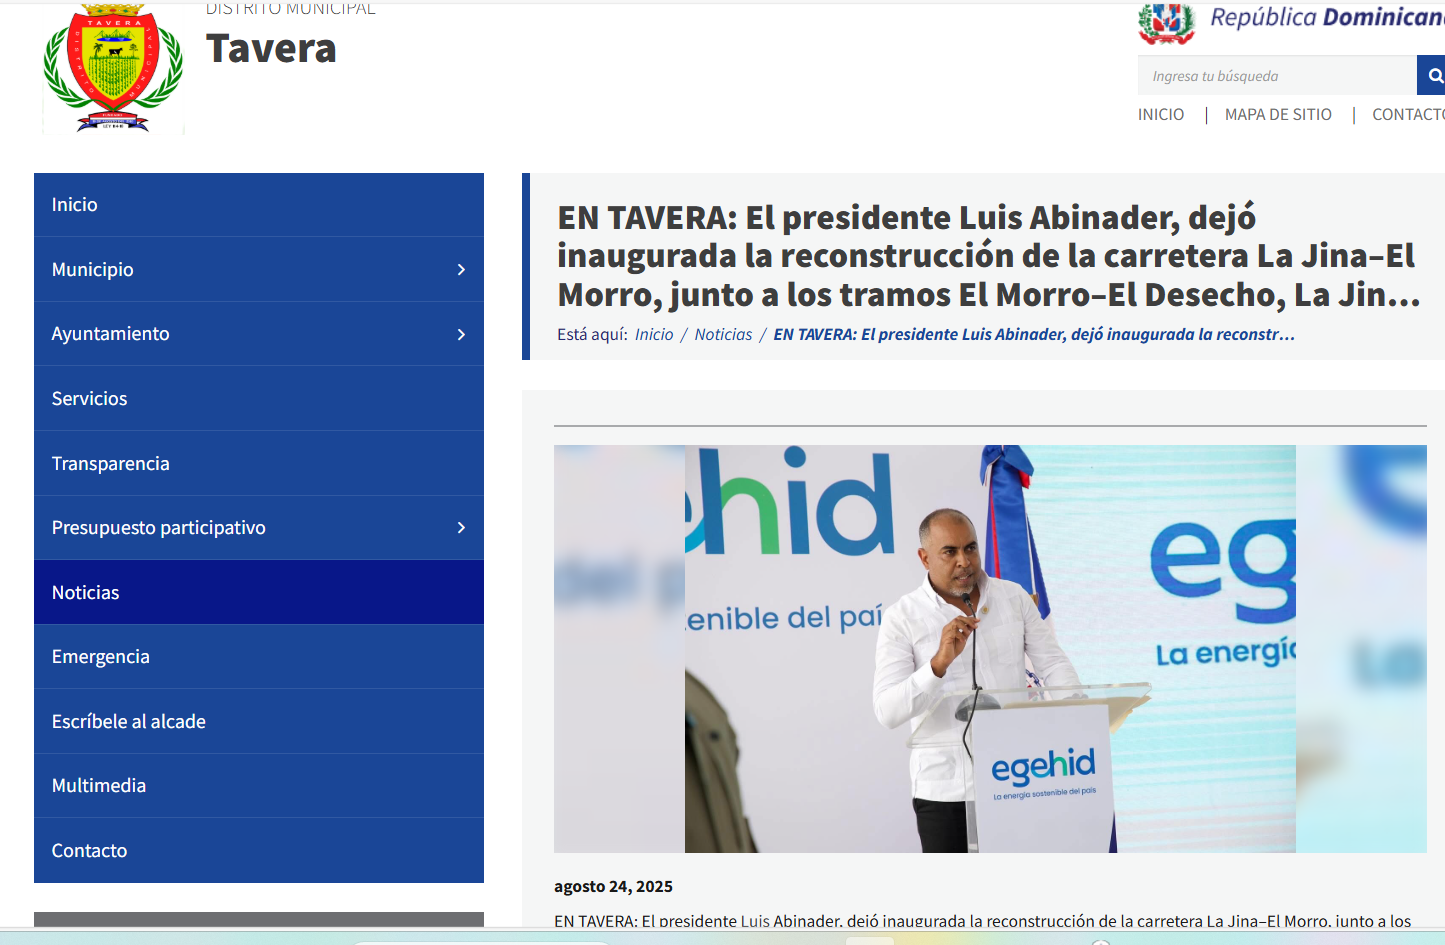 DISTRITO MUNICIPAL
Tavera
TAVERA
DISTRITO MUNICIPAL
República Dominicana
Ingresa tu búsqueda
INICIO | MAPA DE SITIO | CONTACTO
Inicio
Municipio
Ayuntamiento
Servicios
Transparencia
Presupuesto participativo
Noticias
Emergencia
Escríbele al alcade
Multimedia
Contacto
EN TAVERA: El presidente Luis Abinader, dejó
inaugurada la reconstrucción de la carretera La Jina–El
Morro, junto a los tramos El Morro–El Desecho, La Jin...
Está aquí: Inicio / Noticias / EN TAVERA: El presidente Luis Abinader, dejó inaugurada la reconstr...
ehid
enible del paí
eg
La energí
del p
La
egehid
La energía sostenible del país
agosto 24, 2025
EN TAVERA: El presidente Luis Abinader, dejó inaugurada la reconstrucción de la carretera La Jina–El Morro, junto a los